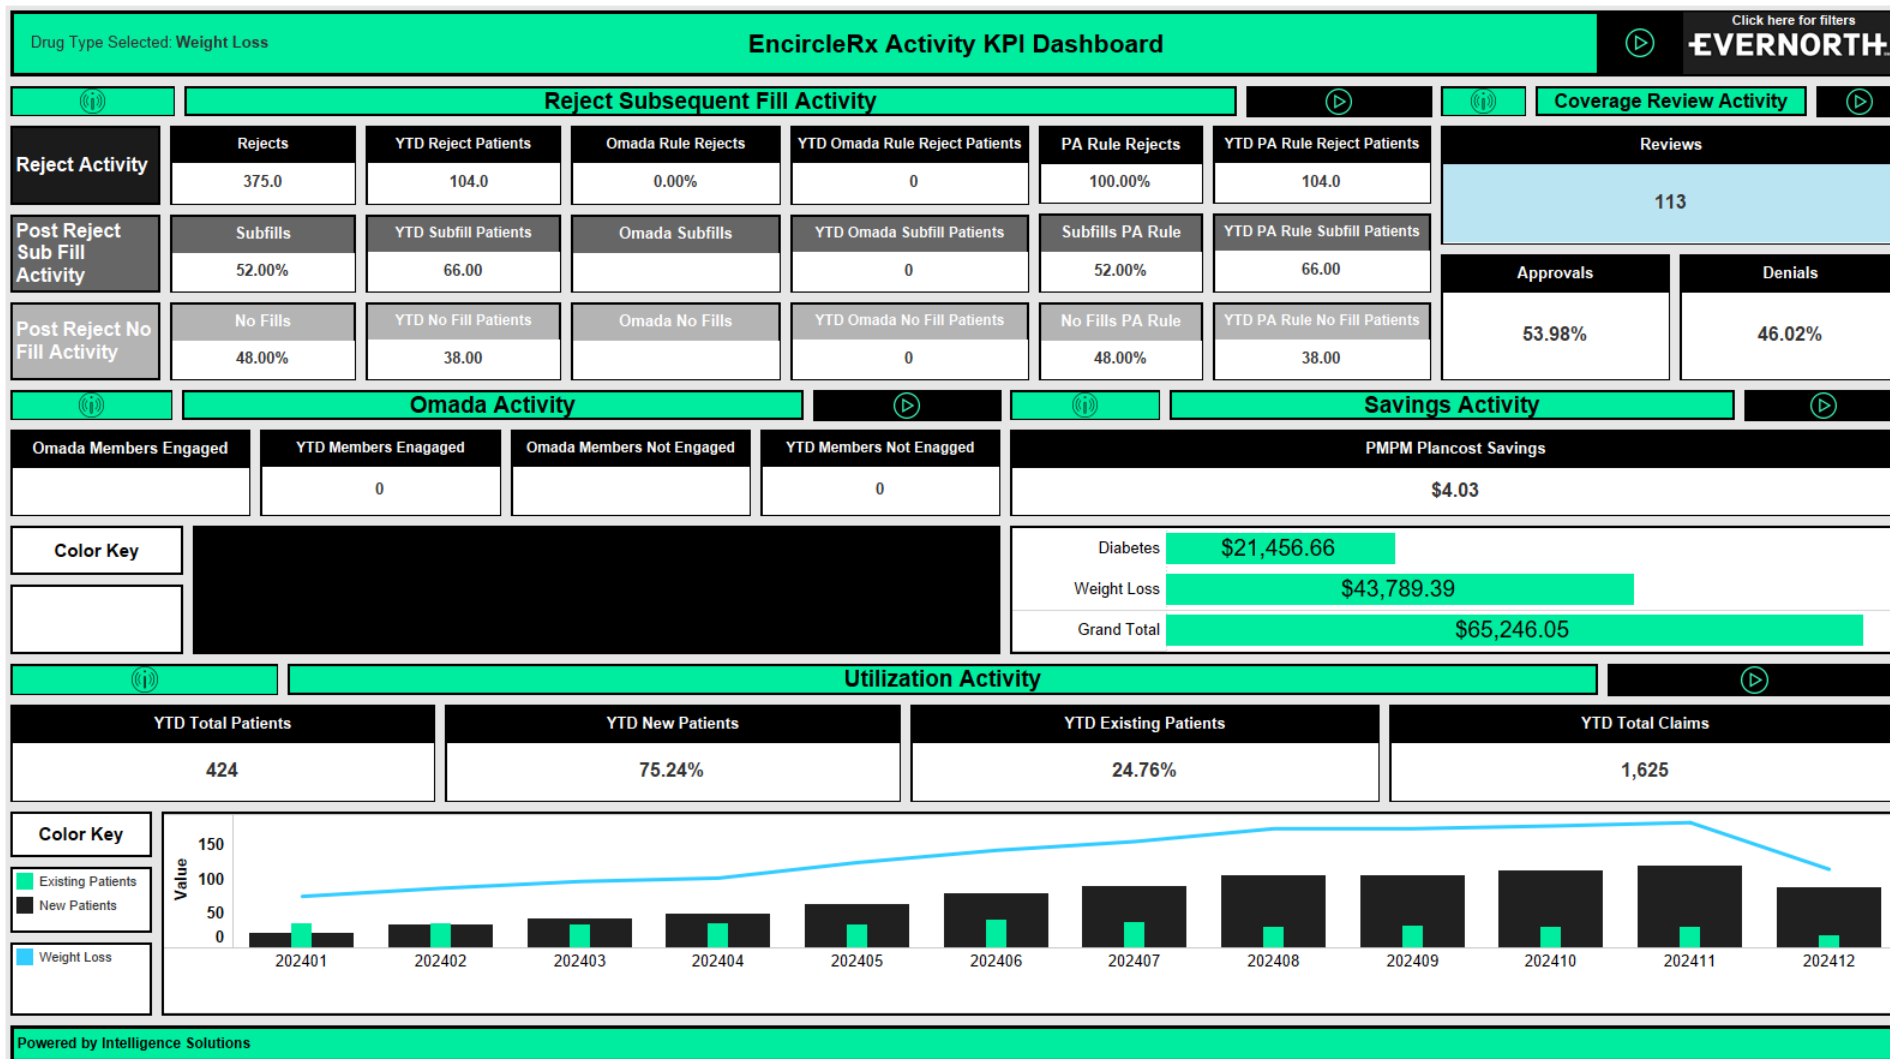 Drug Type Selected: Weight Loss
EncircleRx Activity KPI Dashboard
Click here for filters
EVERNORTH
Reject Subsequent Fill Activity
Coverage Review Activity
Reject Activity
Rejects
YTD Reject Patients
Omada Rule Rejects
YTD Omada Rule Reject Patients
PA Rule Rejects
YTD PA Rule Reject Patients
375.0
104.0
0.00%
0
100.00%
104.0
Reviews
113
Post Reject
Sub Fill
Activity
Subfills
YTD Subfill Patients
Omada Subfills
YTD Omada Subfill Patients
Subfills PA Rule
YTD PA Rule Subfill Patients
52.00%
66.00
0
52.00%
66.00
Approvals
Denials
53.98%
46.02%
Post Reject No
Fill Activity
No Fills
YTD No Fill Patients
Omada No Fills
YTD Omada No Fill Patients
No Fills PA Rule
YTD PA Rule No Fill Patients
48.00%
38.00
0
48.00%
38.00
Omada Activity
Savings Activity
Omada Members Engaged
YTD Members Enagaged
Omada Members Not Engaged
YTD Members Not Enagged
0
0
PMPM Plancost Savings
$4.03
Color Key
Diabetes
$21,456.66
Weight Loss
$43,789.39
Grand Total
$65,246.05
Utilization Activity
YTD Total Patients
YTD New Patients
YTD Existing Patients
YTD Total Claims
424
75.24%
24.76%
1,625
Color Key
Existing Patients
New Patients
Weight Loss
Value
150
100
50
0
202401
202402
202403
202404
202405
202406
202407
202408
202409
202410
202411
202412
Powered by Intelligence Solutions